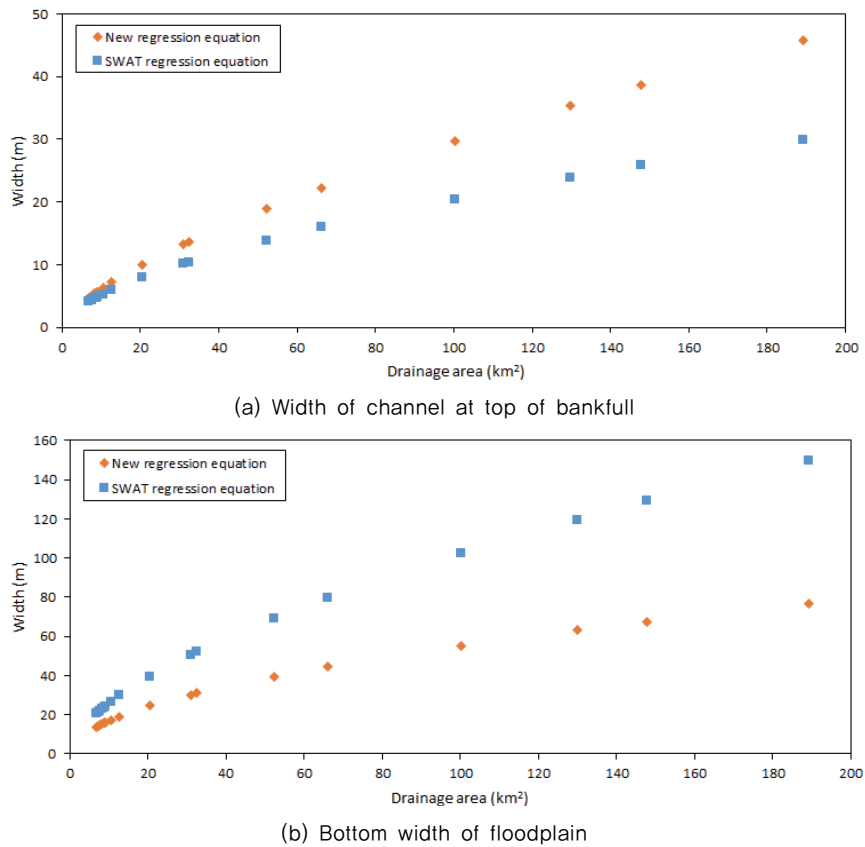 50
New regression equation
SWAT regression equation
40
30
Width (m)
20
10
0
0 20 40 60 80 100 120 140 160 180 200
Drainage area (km²)
(a) Width of channel at top of bankfull
160
New regression equation
140
SWAT regression equation
120
100
Width (m)
80
60
40
20
0
0 20 40 60 80 100 120 140 160 180 200
Drainage area (km²)
(b) Bottom width of floodplain